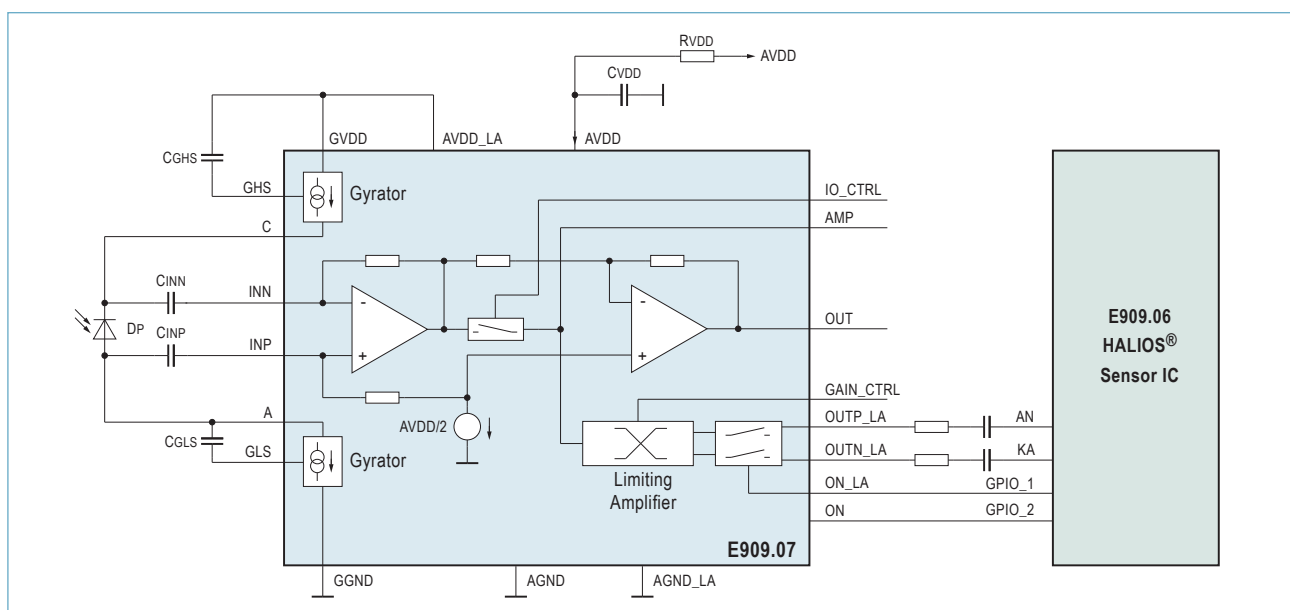 RVDD
AVDD
CVDD
GVDD
AVDD_LA
AVDD
CGHS
GHS
Gyrator
IO_CTRL
AMP
C
CINN
INN
-
-
DP
CINP
INP
+
+
OUT
E909.06
HALIOS®
Sensor IC
GAIN_CTRL
A
AVDD/2
OUTP_LA
AN
CGLS
GLS
Gyrator
OUTN_LA
KA
Limiting
Amplifier
ON_LA
GPIO_1
ON
GPIO_2
E909.07
GGND
AGND
AGND_LA